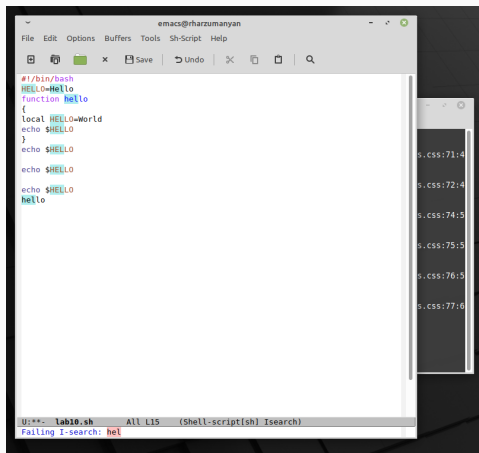 emacs@rharzumanyan
File Edit Options Buffers Tools Sh-Script Help
Save Undo
#!/bin/bash
HELLO=Hello
function hello
{
local HELLO=World
echo $HELLO
}
echo $HELLO
echo $HELLO
echo $HELLO
hello
U:**- lab10.sh All L15 (Shell-script[sh] Isearch)
Failing I-search: hel
s.css:71:4
s.css:72:4
s.css:74:5
s.css:75:5
s.css:76:5
s.css:77:6